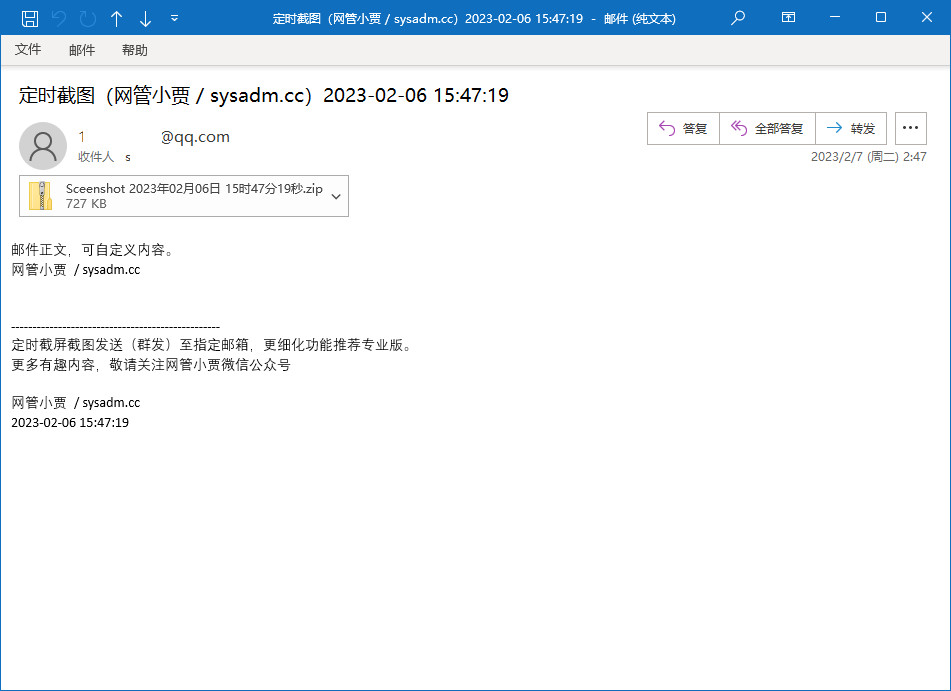 定时截图（网管小贾 / sysadm.cc）2023-02-06 15:47:19 - 邮件 (纯文本)
文件 邮件 帮助
定时截图（网管小贾 / sysadm.cc）2023-02-06 15:47:19
1 @qq.com
收件人 s
答复 全部答复 转发
2023/2/7 (周二) 2:47
Sceenshot 2023年02月06日 15时47分19秒.zip
727 KB
邮件正文，可自定义内容。
网管小贾 / sysadm.cc
-------------------------------------------------
定时截屏截图发送（群发）至指定邮箱，更细化功能推荐专业版。
更多有趣内容，敬请关注网管小贾微信公众号
网管小贾 / sysadm.cc
2023-02-06 15:47:19